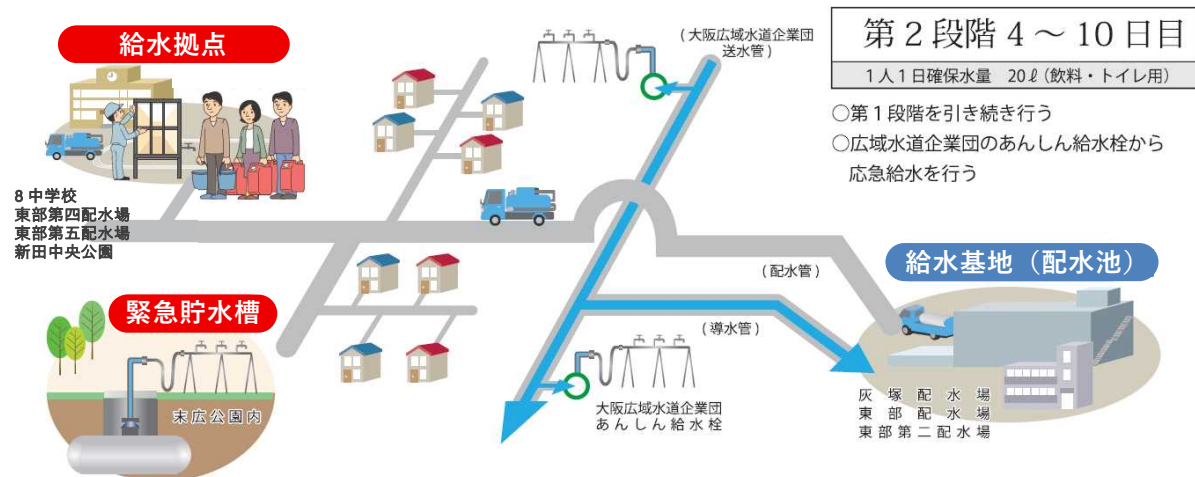 給水拠点
8中学校
東部第四配水場
東部第五配水場
新田中央公園
緊急貯水槽
末広公園内
(大阪広域水道企業団
送水管)
第2段階4～10日目
1人1日確保水量 20ℓ(飲料・トイレ用)
○第1段階を引き続き行う
○広域水道企業団のあんしん給水栓から
応急給水を行う
(配水管)
(導水管)
大阪広域水道企業団
あんしん給水栓
給水基地（配水池）
灰塚配水場
東部配水場
東部第二配水場